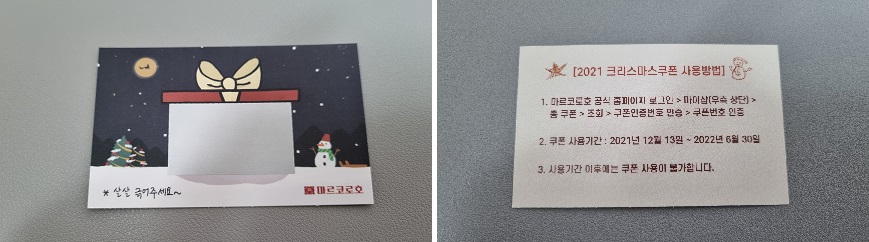 * 살살 긁어주세요~
마르코로호
[2021 크리스마스쿠폰 사용방법]
1. 마르코로호 공식 홈페이지 로그인 > 마이샵(우측 상단) >
쿠폰 > 조회 > 쿠폰인증번호 인증 > 쿠폰번호 인증
2. 쿠폰 사용기간 : 2021년 12월 13일 ~ 2022년 6월 30일
3. 사용기간 이후에는 쿠폰 사용이 불가합니다.